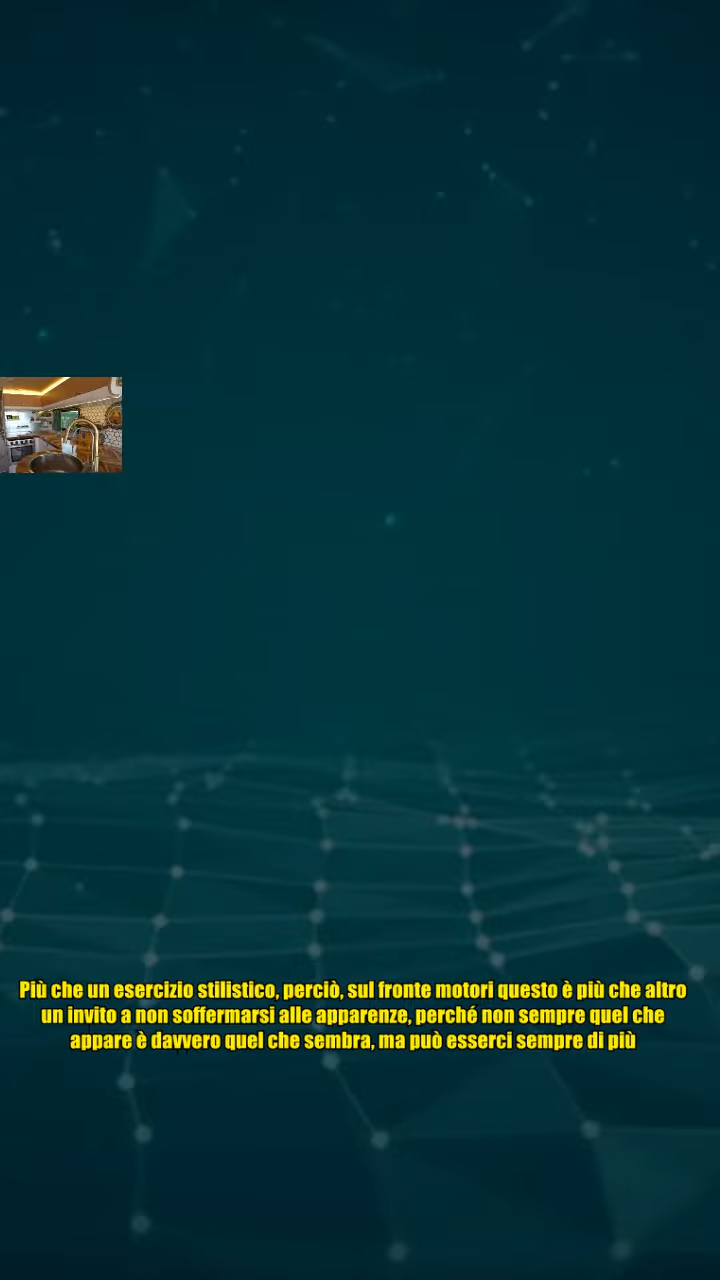 Più che un esercizio stilistico, perciò, sul fronte motori questo è più che altro
un invito a non soffermarsi alle apparenze, perché non sempre quel che
appare è davvero quel che sembra, ma può esserci sempre di più